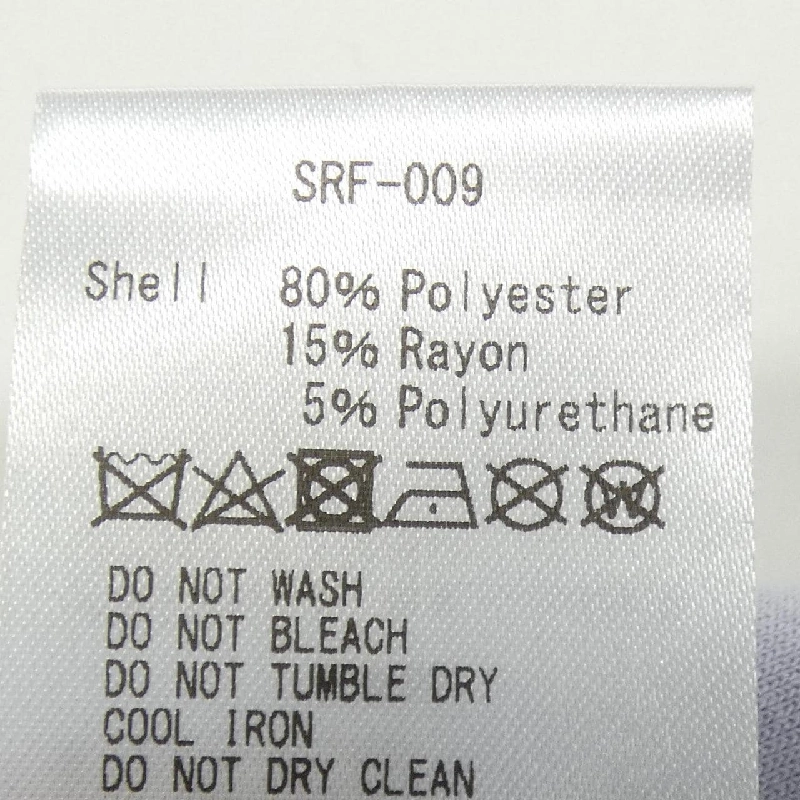 SRF-009
Shell 80% Polyester
15% Rayon
5% Polyurethane
W
DO NOT WASH
DO NOT BLEACH
DO NOT TUMBLE DRY
COOL IRON
DO NOT DRY CLEAN